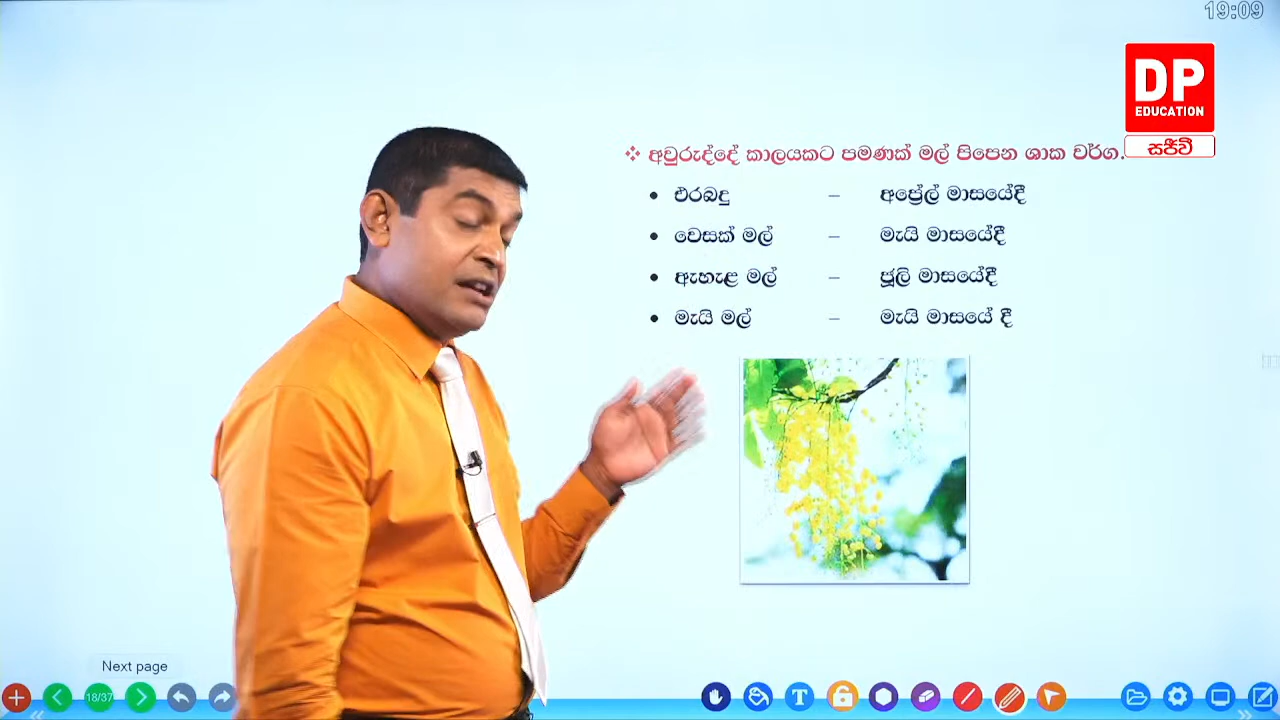 19:09
DP
EDUCATION
සජීවී
❖ අවුරුද්දේ කාලයකට පමණක් මල් පිපෙන ශාක වර්ග.
• එරබදු – අප්‍රේල් මාසයේදී
• වෙසක් මල් – මැයි මාසයේදී
• ඇහැළ මල් – ජූලි මාසයේදී
• මැයි මල් – මැයි මාසයේ දී
Next page
18/37
T